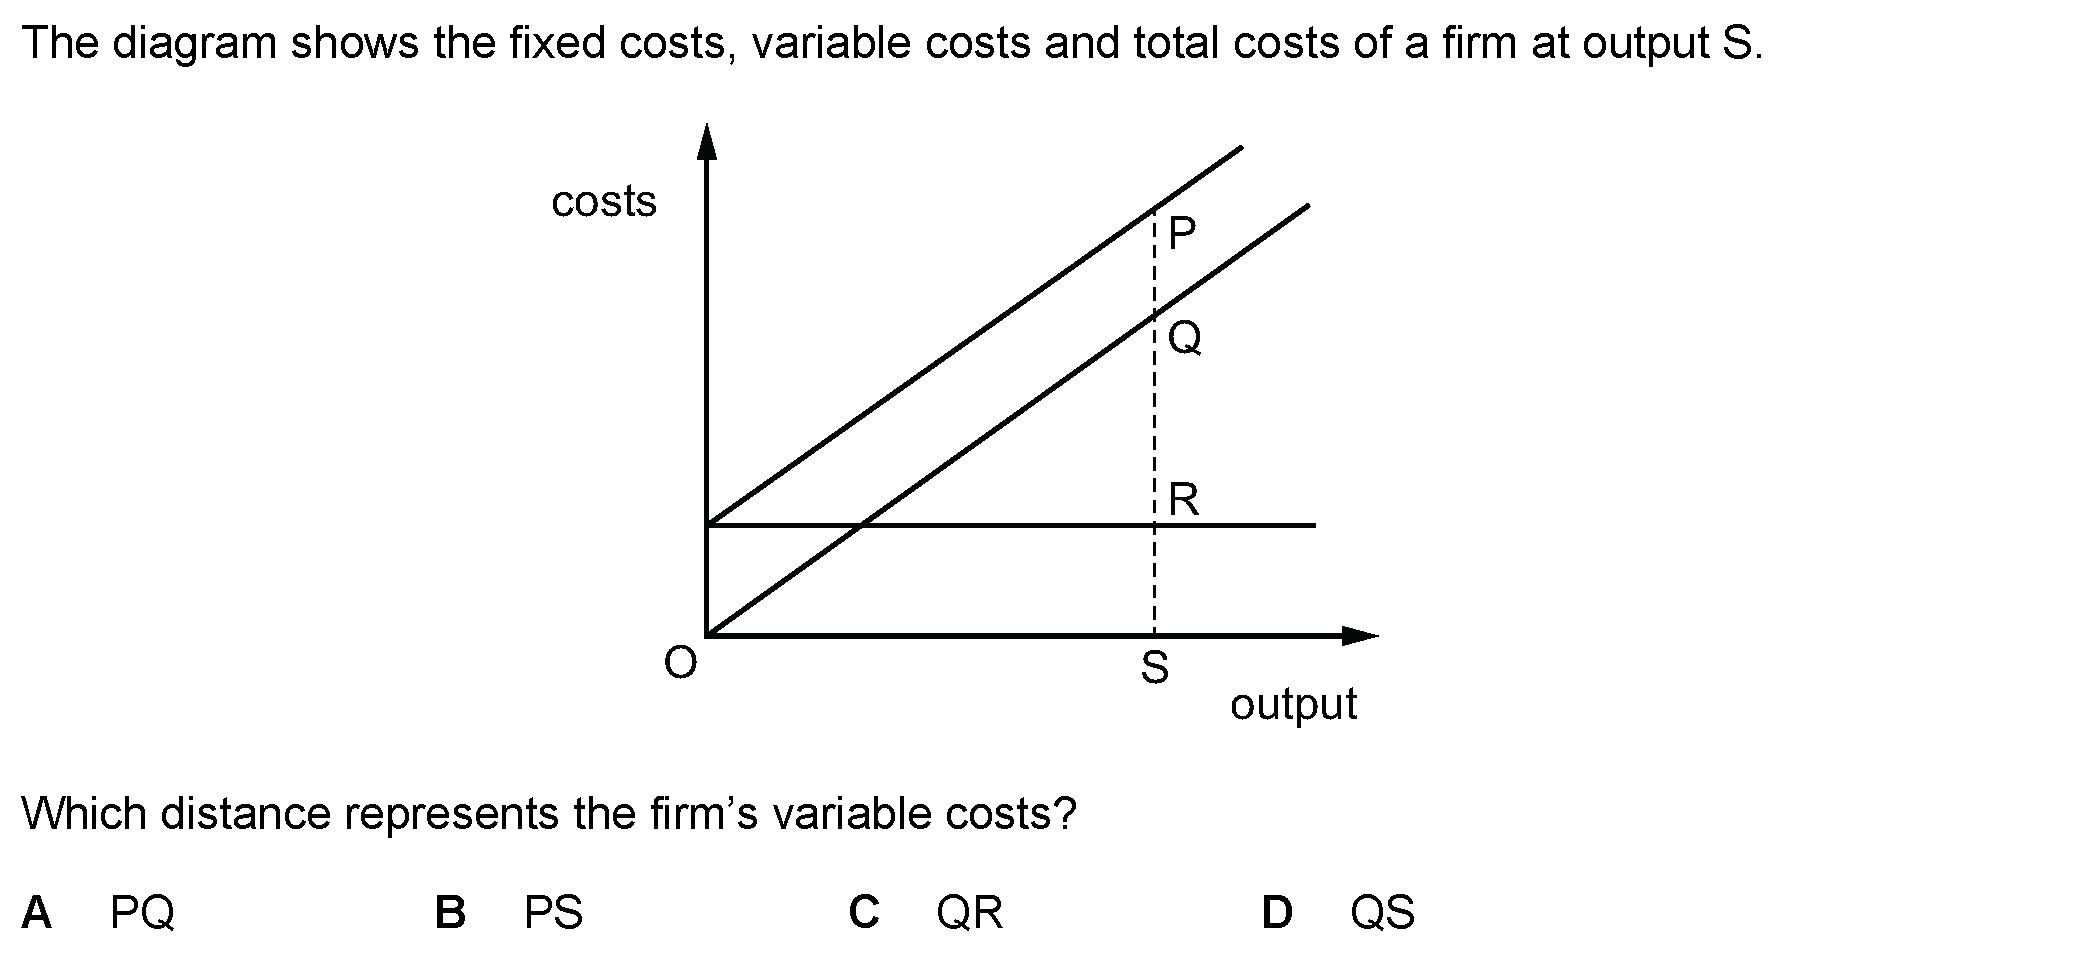 The diagram shows the fixed costs, variable costs and total costs of a firm at output S.
costs
P
Q
R
O
S
output
Which distance represents the firm’s variable costs?
A PQ B PS C QR D QS